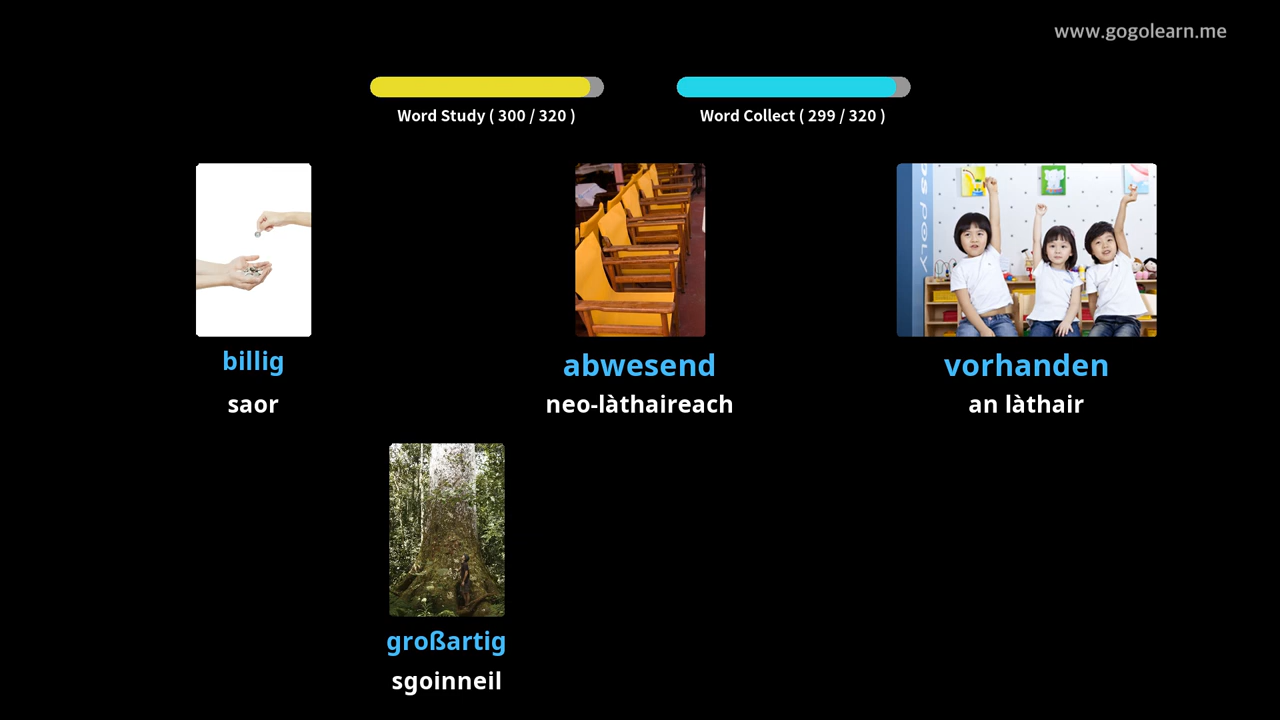 www.gogolearn.me
Word Study ( 300 / 320 )
Word Collect ( 299 / 320 )
billig
saor
abwesend
neo-làthaireach
vorhanden
an làthair
großartig
sgoinneil